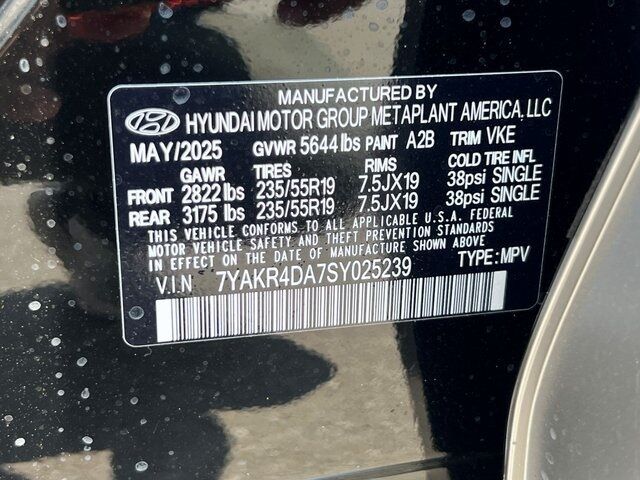 MANUFACTURED BY
HYUNDAI MOTOR GROUP METAPLANT AMERICA, LLC
MAY/2025 GVWR 5644 lbs PAINT A2B TRIM VKE
GAWR TIRES RIMS COLD TIRE INFL
FRONT 2822 lbs 235/55R19 7.5JX19 38psi SINGLE
REAR 3175 lbs 235/55R19 7.5JX19 38psi SINGLE
THIS VEHICLE CONFORMS TO ALL APPLICABLE U.S.A. FEDERAL
MOTOR VEHICLE SAFETY AND THEFT PREVENTION STANDARDS
IN EFFECT ON THE DATE OF MANUFACTURE SHOWN ABOVE.
V.I.N 7YAKR4DA7SY025239 TYPE: MPV